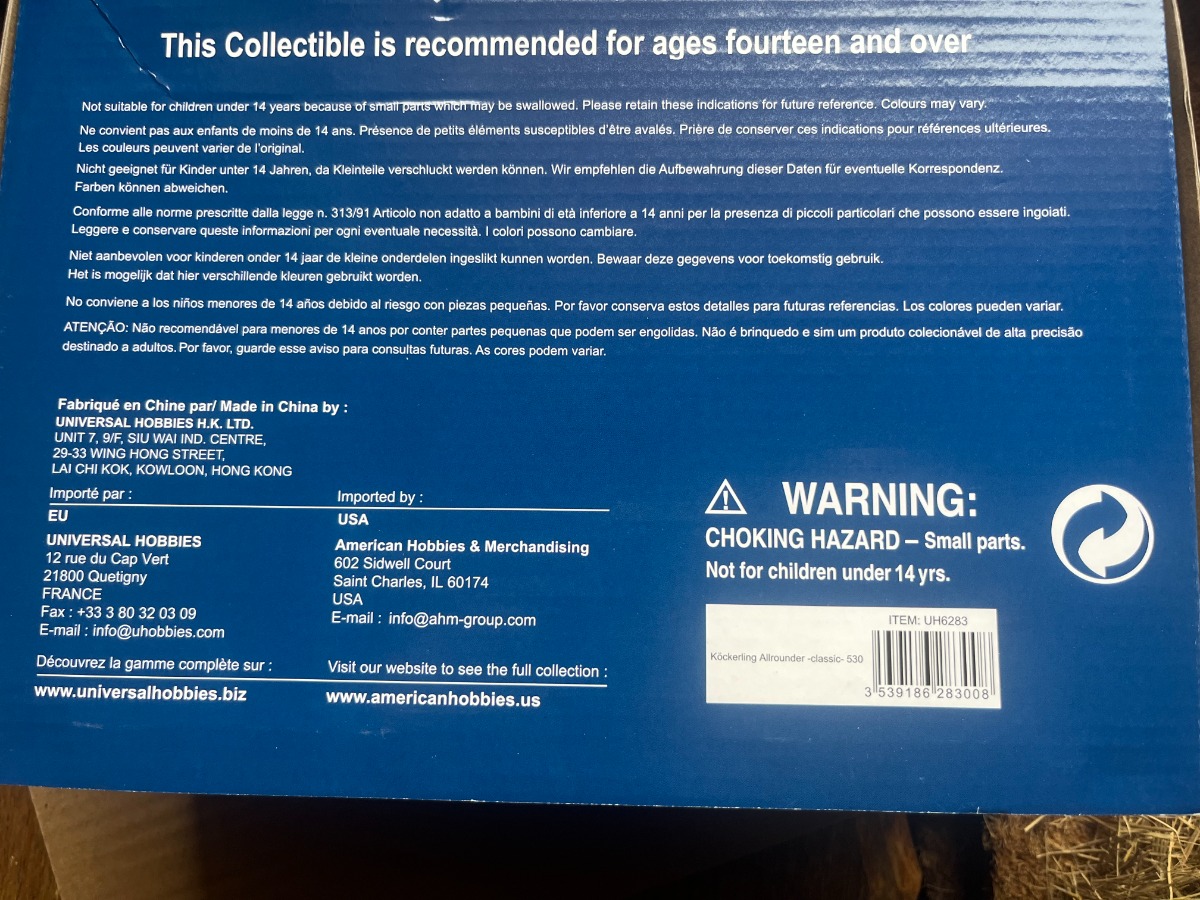 This Collectible is recommended for ages fourteen and over
Not suitable for children under 14 years because of small parts which may be swallowed. Please retain these indications for future reference. Colours may vary.
Ne convient pas aux enfants de moins de 14 ans. Présence de petits éléments susceptibles d'être avalés. Prière de conserver ces indications pour références ultérieures.
Les couleurs peuvent varier de l'original.
Nicht geeignet für Kinder unter 14 Jahren, da Kleinteile verschluckt werden können. Wir empfehlen die Aufbewahrung dieser Daten für eventuelle Korrespondenz.
Farben können abweichen.
Conforme alle norme prescritte dalla legge n. 313/91 Articolo non adatto a bambini di età inferiore a 14 anni per la presenza di piccoli particolari che possono essere ingoiati.
Leggere e conservare queste informazioni per ogni eventuale necessità. I colori possono cambiare.
Niet aanbevolen voor kinderen onder 14 jaar de kleine onderdelen ingeslikt kunnen worden. Bewaar deze gegevens voor toekomstig gebruik.
Het is mogelijk dat hier verschillende kleuren gebruikt worden.
No conviene a los niños menores de 14 años debido al riesgo con piezas pequeñas. Por favor conserva estos detalles para futuras referencias. Los colores pueden variar.
ATENÇÃO: Não recomendável para menores de 14 anos por conter partes pequenas que podem ser engolidas. Não é brinquedo e sim um produto colecionável de alta precisão
destinado a adultos. Por favor, guarde esse aviso para consultas futuras. As cores podem variar.
Fabriqué en Chine par/ Made in China by :
UNIVERSAL HOBBIES H.K. LTD.
UNIT 7, 9/F, SIU WAI IND. CENTRE,
29-33 WING HONG STREET,
LAI CHI KOK, KOWLOON, HONG KONG
Importé par :
EU
UNIVERSAL HOBBIES
12 rue du Cap Vert
21800 Quetigny
FRANCE
Fax : +33 3 80 32 03 09
E-mail : info@uhobbies.com
Découvrez la gamme complète sur :
www.universalhobbies.biz
Imported by :
USA
American Hobbies & Merchandising
602 Sidwell Court
Saint Charles, IL 60174
USA
E-mail : info@ahm-group.com
Visit our website to see the full collection :
www.americanhobbies.us
WARNING:
CHOKING HAZARD – Small parts.
Not for children under 14 yrs.
ITEM: UH6283
Köckerling Allrounder -classic- 530
3 539186 283008